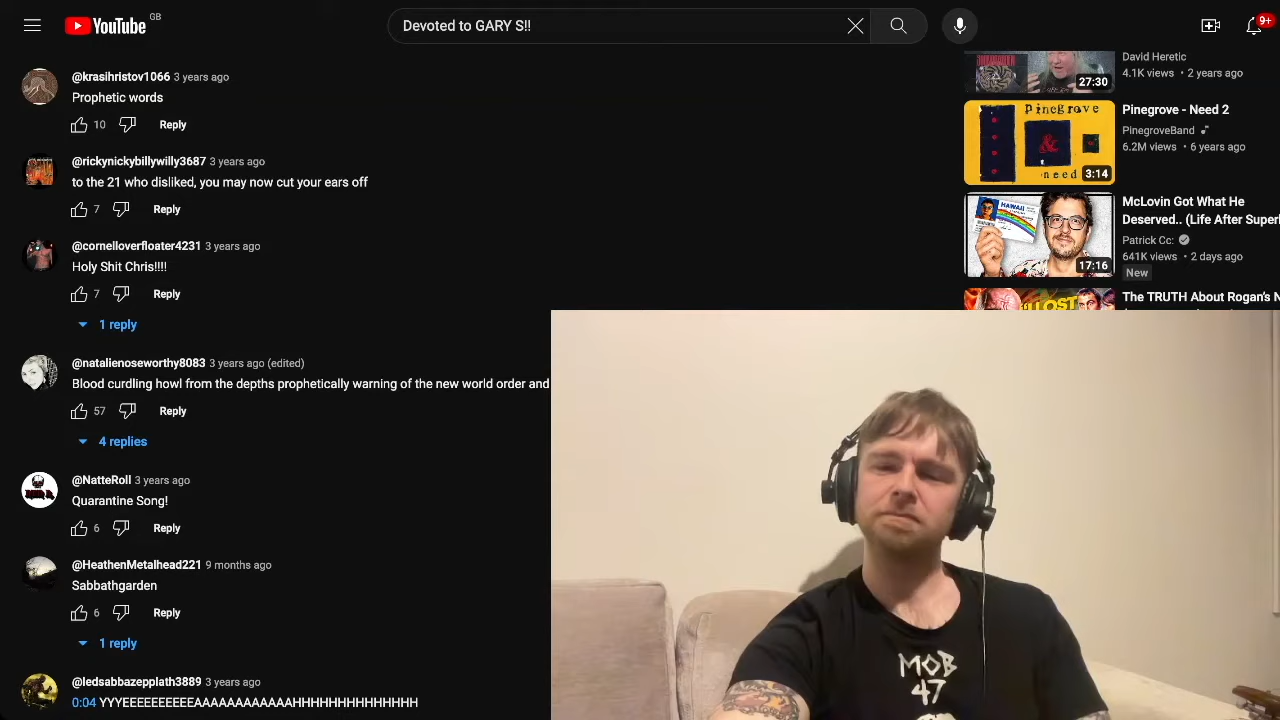 YouTube GB
Devoted to GARY S!!
9+
@krasihristov1066 3 years ago
Prophetic words
10 Reply
@rickynickybillywilly3687 3 years ago
to the 21 who disliked, you may now cut your ears off
7 Reply
@cornelloverfloater4231 3 years ago
Holy Shit Chris!!!!
7 Reply
1 reply
@natalienoseworthy8083 3 years ago (edited)
Blood curdling howl from the depths prophetically warning of the new world order and
57 Reply
4 replies
@NatteRoll 3 years ago
Quarantine Song!
6 Reply
@HeathenMetalhead221 9 months ago
Sabbathgarden
6 Reply
1 reply
@ledsabbazepplath3889 3 years ago
0:04 YYYEEEEEEEEEAAAAAAAAAAAAHHHHHHHHHHHHHHH
David Heretic
4.1K views • 2 years ago
27:30
pinegrove
&
need
3:14
Pinegrove - Need 2
PinegroveBand
6.2M views • 6 years ago
HAWAII
17:16
McLovin Got What He
Deserved.. (Life After Super
Patrick Cc:
641K views • 2 days ago
New
LOST
The TRUTH About Rogan's N
MOB
47